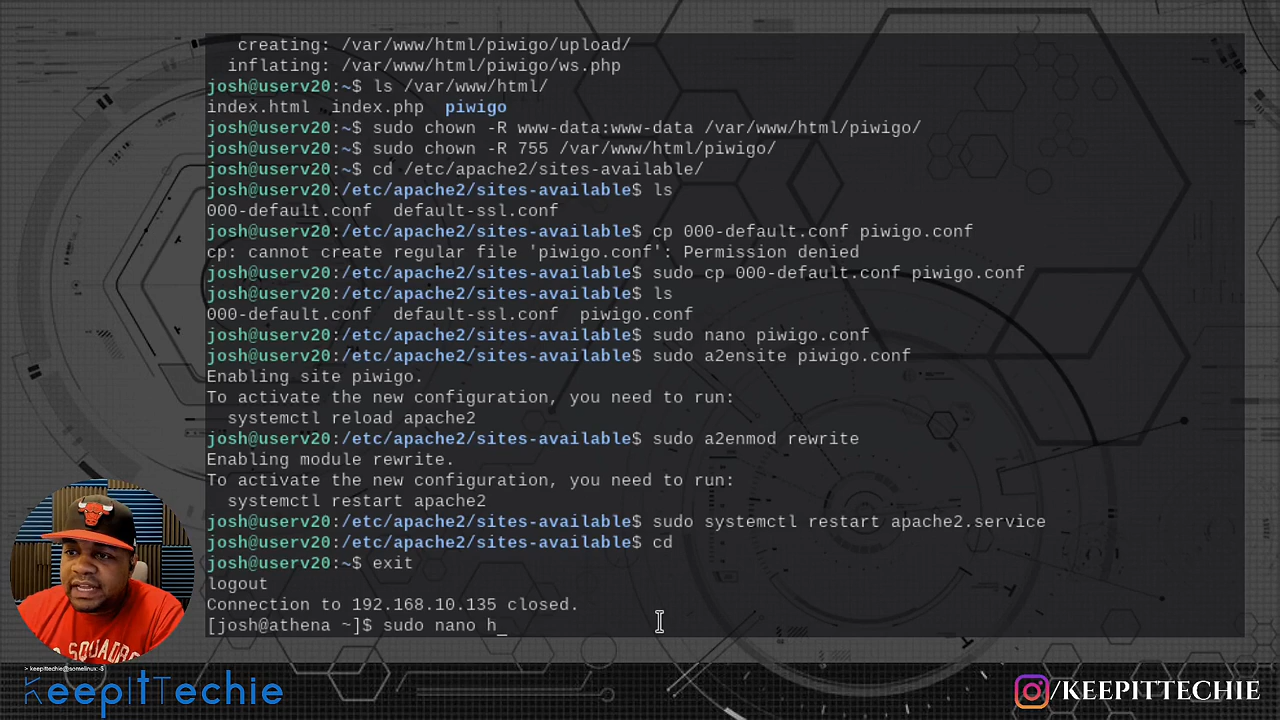 creating: /var/www/html/piwigo/upload/
inflating: /var/www/html/piwigo/ws.php
josh@userv20:~$ ls /var/www/html/
index.html index.php piwigo
josh@userv20:~$ sudo chown -R www-data:www-data /var/www/html/piwigo/
josh@userv20:~$ sudo chown -R 755 /var/www/html/piwigo/
josh@userv20:~$ cd /etc/apache2/sites-available/
josh@userv20:/etc/apache2/sites-available$ ls
000-default.conf default-ssl.conf
josh@userv20:/etc/apache2/sites-available$ cp 000-default.conf piwigo.conf
cp: cannot create regular file 'piwigo.conf': Permission denied
josh@userv20:/etc/apache2/sites-available$ sudo cp 000-default.conf piwigo.conf
josh@userv20:/etc/apache2/sites-available$ ls
000-default.conf default-ssl.conf piwigo.conf
josh@userv20:/etc/apache2/sites-available$ sudo nano piwigo.conf
josh@userv20:/etc/apache2/sites-available$ sudo a2ensite piwigo.conf
Enabling site piwigo.
To activate the new configuration, you need to run:
systemctl reload apache2
josh@userv20:/etc/apache2/sites-available$ sudo a2enmod rewrite
Enabling module rewrite.
To activate the new configuration, you need to run:
systemctl restart apache2
josh@userv20:/etc/apache2/sites-available$ sudo systemctl restart apache2.service
josh@userv20:/etc/apache2/sites-available$ cd
josh@userv20:~$ exit
logout
Connection to 192.168.10.135 closed.
[josh@athena ~]$ sudo nano h_
> keepittechie@somelinux:~$
KeepItTechie
/KEEPITTECHIE